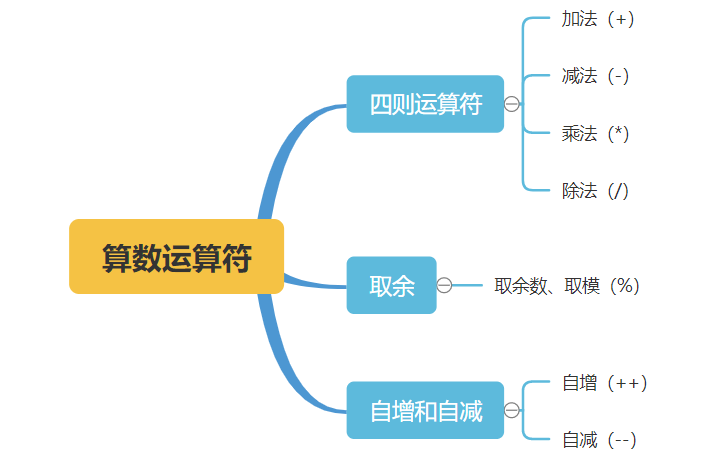 算数运算符
四则运算符
加法（+）
减法（-）
乘法（*）
除法（/）
取余
取余数、取模（%）
自增和自减
自增（++）
自减（--）